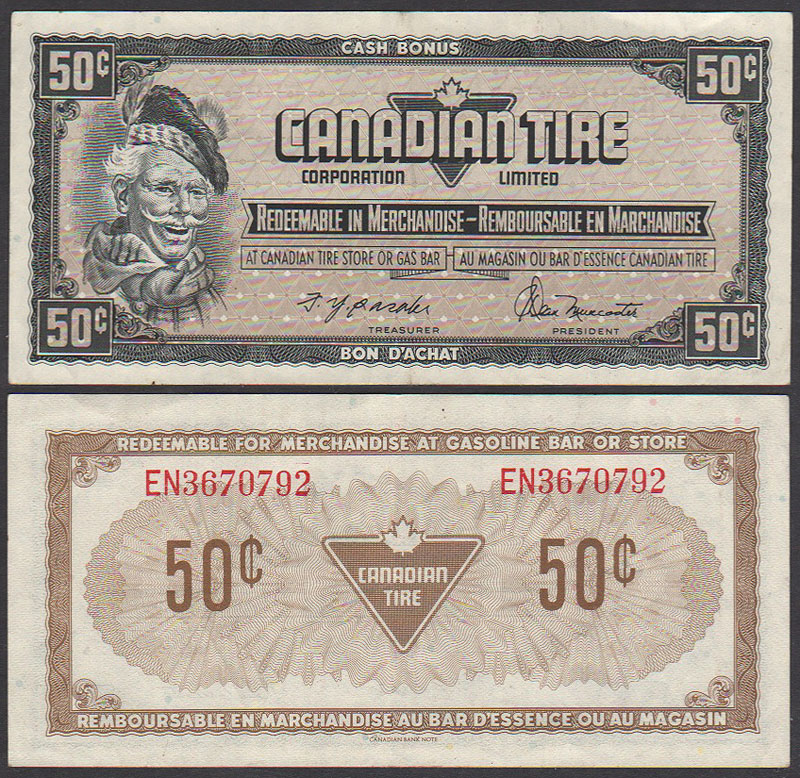 CASH BONUS
50¢ 50¢
CANADIAN TIRE
CORPORATION LIMITED
REDEEMABLE IN MERCHANDISE–REMBOURSABLE EN MARCHANDISE
AT CANADIAN TIRE STORE OR GAS BAR AU MAGASIN OU BAR D'ESSENCE CANADIAN TIRE
Dean Muncaster
TREASURER PRESIDENT
50¢ 50¢
BON D'ACHAT
REDEEMABLE FOR MERCHANDISE AT GASOLINE BAR OR STORE
EN3670792 EN3670792
50¢ 50¢
CANADIAN
TIRE
REMBOURSABLE EN MARCHANDISE AU BAR D'ESSENCE OU AU MAGASIN
CANADIAN BANK NOTE